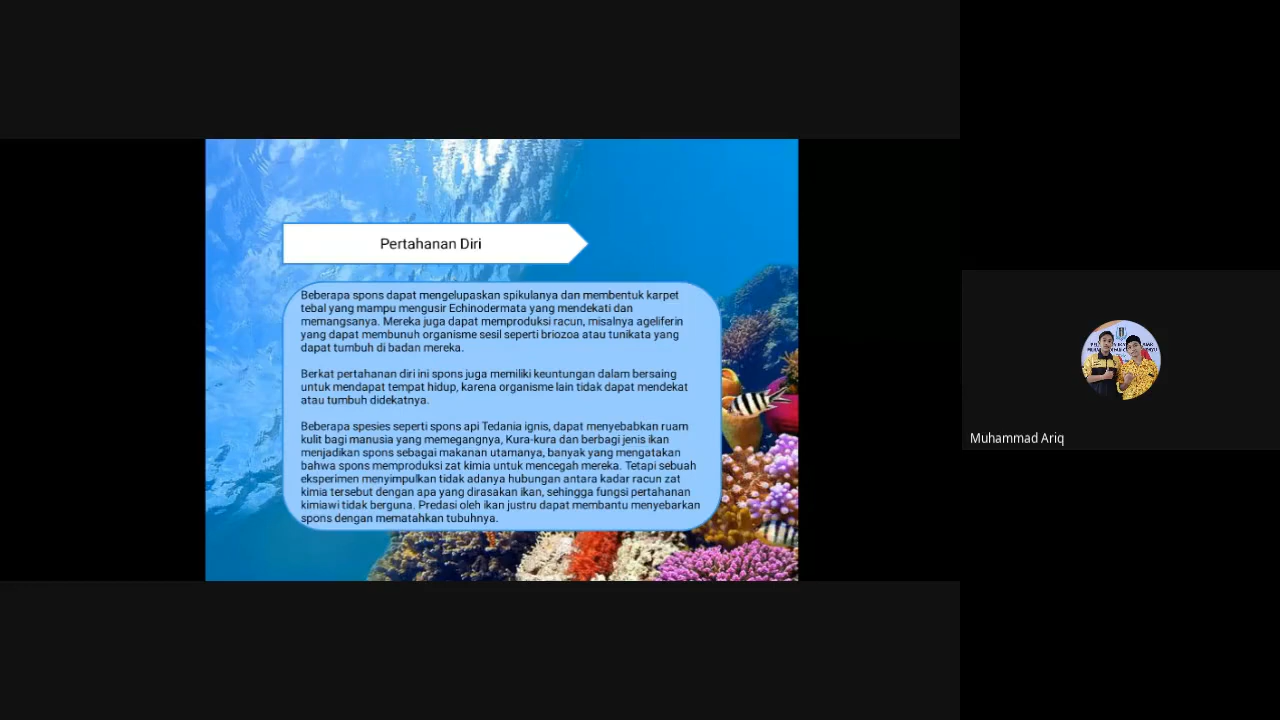 Pertahanan Diri
Beberapa spons dapat mengelupaskan spikulanya dan membentuk karpet
tebal yang mampu mengusir Echinodermata yang mendekati dan
memangsanya. Mereka juga dapat memproduksi racun, misalnya ageliferin
yang dapat membunuh organisme sesil seperti briozoa atau tunikata yang
dapat tumbuh di badan mereka.
Berkat pertahanan diri ini spons juga memiliki keuntungan dalam bersaing
untuk mendapat tempat hidup, karena organisme lain tidak dapat mendekat
atau tumbuh didekatnya.
Beberapa spesies seperti spons api Tedania ignis, dapat menyebabkan ruam
kulit bagi manusia yang memegangnya, Kura-kura dan berbagi jenis ikan
menjadikan spons sebagai makanan utamanya, banyak yang mengatakan
bahwa spons memproduksi zat kimia untuk mencegah mereka. Tetapi sebuah
eksperimen menyimpulkan tidak adanya hubungan antara kadar racun zat
kimia tersebut dengan apa yang dirasakan ikan, sehingga fungsi pertahanan
kimiawi tidak berguna. Predasi oleh ikan justru dapat membantu menyebarkan
spons dengan mematahkan tubuhnya.
Muhammad Ariq